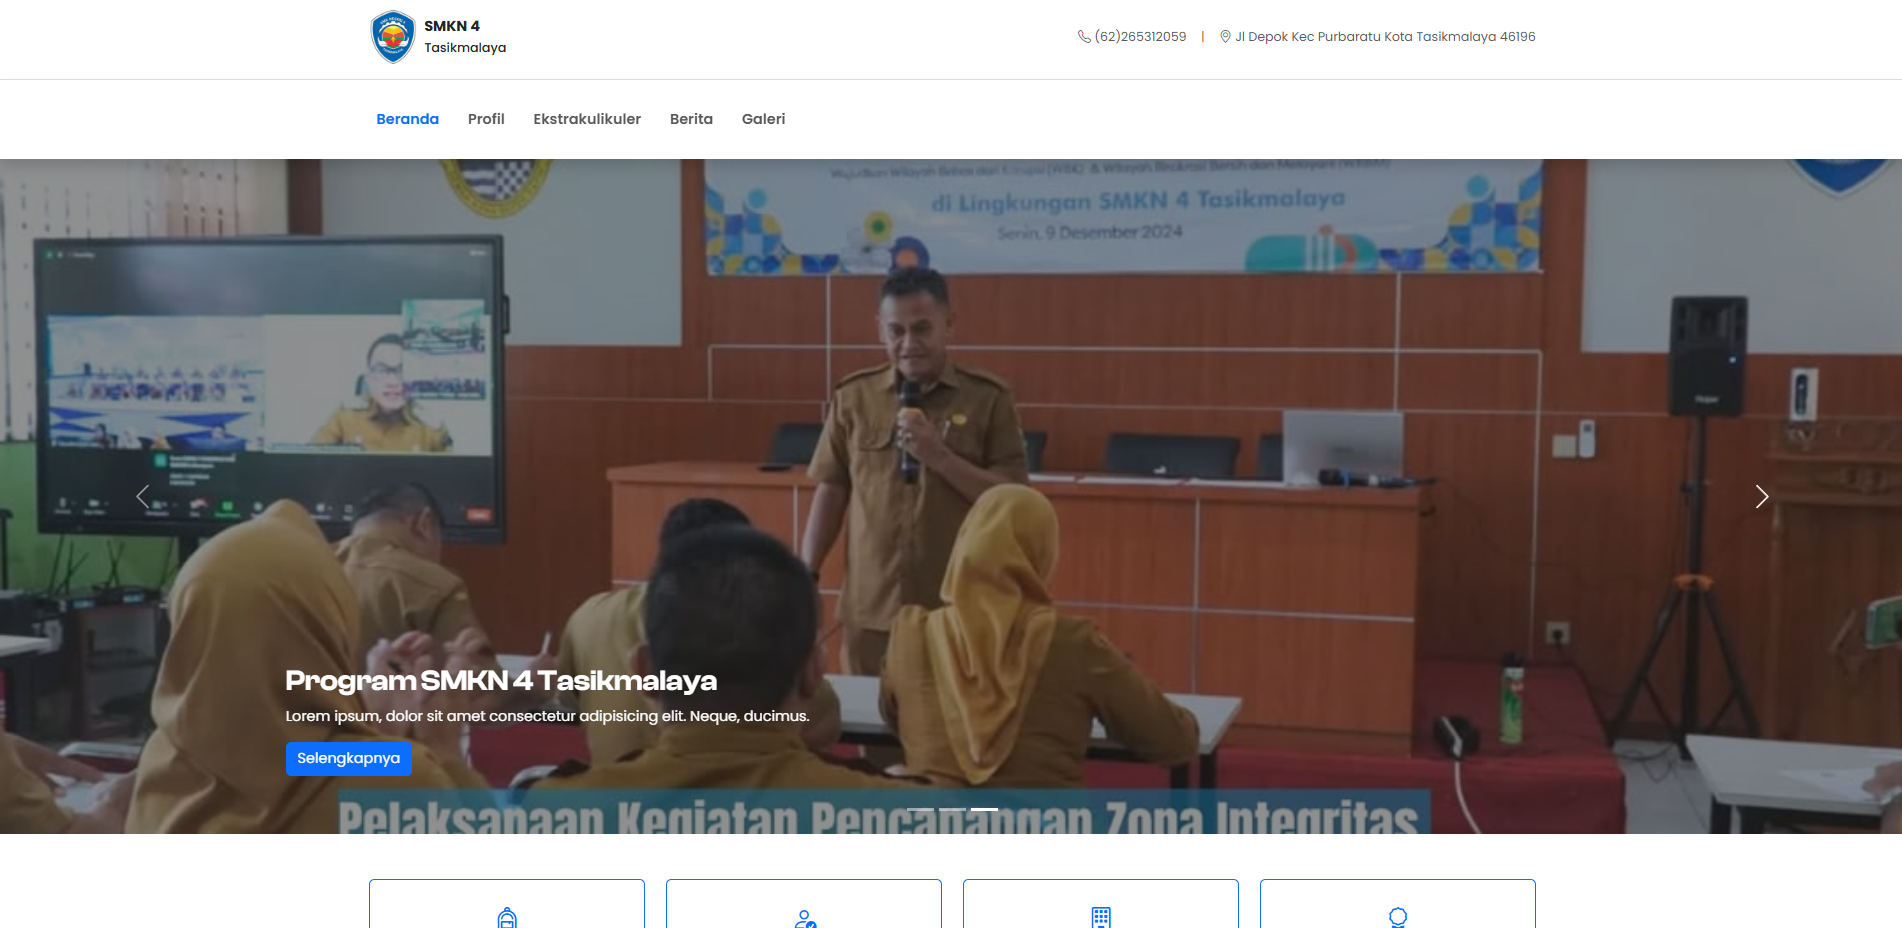 SMKN 4
Tasikmalaya
(62)265312059 | Jl Depok Kec Purbaratu Kota Tasikmalaya 46196
Beranda Profil Ekstrakulikuler Berita Galeri
di Lingkungan SMKN 4 Tasikmalaya
Senin, 9 Desember 2024
Program SMKN 4 Tasikmalaya
Lorem ipsum, dolor sit amet consectetur adipisicing elit. Neque, ducimus.
Selengkapnya
Pelaksanaan Kegiatan Pencanangan Zona Integritas